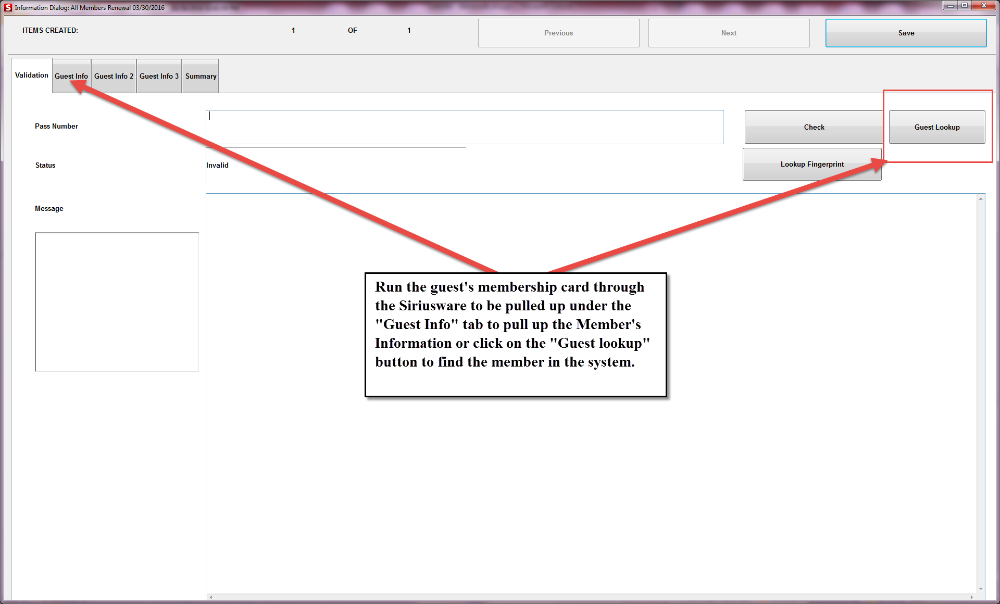 S Information Dialog: All Members Renewal 03/30/2016
ITEMS CREATED: 1 OF 1 Previous Next Save
Validation Guest Info Guest Info 2 Guest Info 3 Summary
Pass Number Check Guest Lookup
Status Invalid Lookup Fingerprint
Message
Run the guest's membership card through
the Siriusware to be pulled up under the
"Guest Info" tab to pull up the Member's
Information or click on the "Guest lookup"
button to find the member in the system.